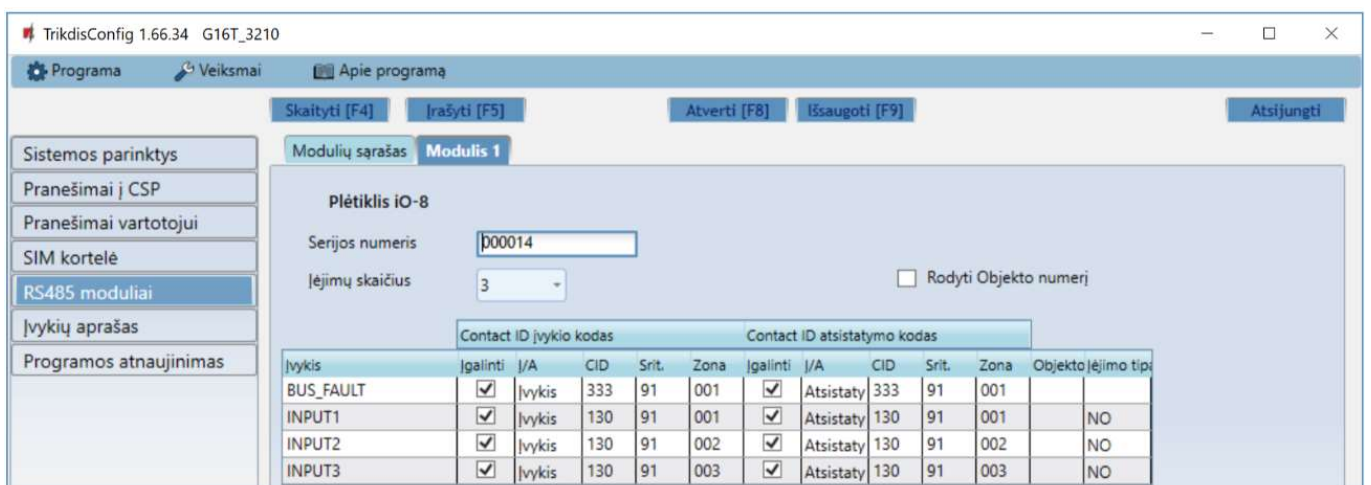 TrikdisConfig 1.66.34 G16T_3210
Programa Veiksmai Apie programą
Skaityti [F4] Įrašyti [F5] Atverti [F8] Išsaugoti [F9] Atsijungti
Sistemos parinktys
Pranešimai į CSP
Pranešimai vartotojui
SIM kortelė
RS485 moduliai
Įvykių aprašas
Programos atnaujinimas
Modulių sąrašas Modulis 1
Plėtiklis iO-8
Serijos numeris 000014
Įėjimų skaičius 3 Rodyti Objekto numerį
Contact ID įvykio kodas Contact ID atsistatymo kodas
Įvykis Įgalinti Į/A CID Srit. Zona Įgalinti Į/A CID Srit. Zona Objekto Įėjimo tipa
BUS_FAULT Įvykis 333 91 001 Atsistaty 333 91 001
INPUT1 Įvykis 130 91 001 Atsistaty 130 91 001 NO
INPUT2 Įvykis 130 91 002 Atsistaty 130 91 002 NO
INPUT3 Įvykis 130 91 003 Atsistaty 130 91 003 NO